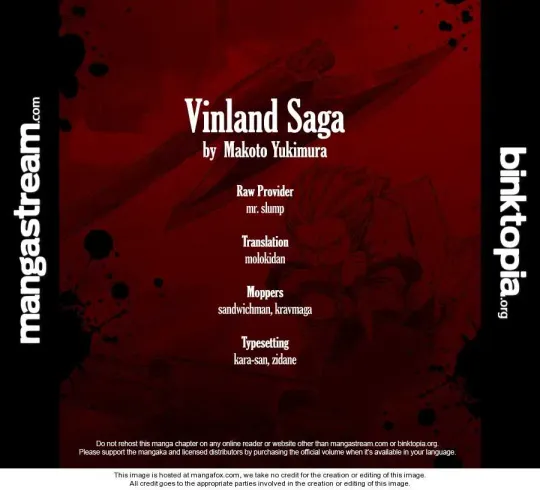 mangastream.com
Vinland Saga
by Makoto Yukimura
Raw Provider
mr. slump
Translation
molokidan
Moppers
sandwichman, kravmaga
Typesetting
kara-san, zidane
binktopia.org
Do not rehost this manga chapter on any online reader or website other than mangastream.com or binktopia.org.
Please support the mangaka and licensed distributors by purchasing the official volume when it's available in your language.
This image is hosted at mangafox.com, we take no credit for the creation or editing of this image.
All credit goes to the appropriate parties involved in the creation or editing of this image.